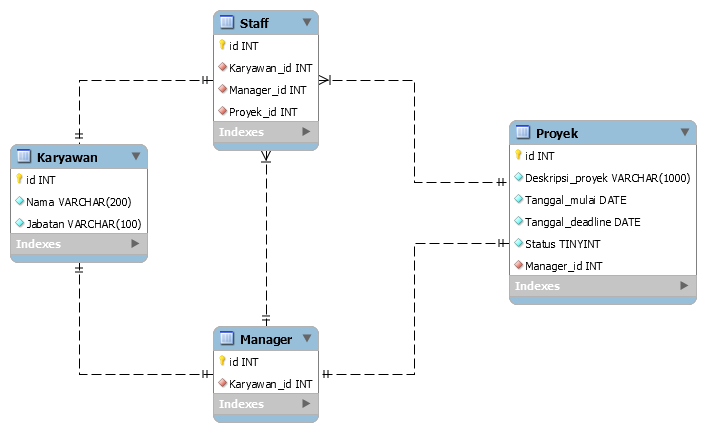 Staff
id INT
Karyawan_id INT
Manager_id INT
Proyek_id INT
Indexes
Karyawan
id INT
Nama VARCHAR(200)
Jabatan VARCHAR(100)
Indexes
Proyek
id INT
Deskripsi_proyek VARCHAR(1000)
Tanggal_mulai DATE
Tanggal_deadline DATE
Status TINYINT
Manager_id INT
Indexes
Manager
id INT
Karyawan_id INT
Indexes